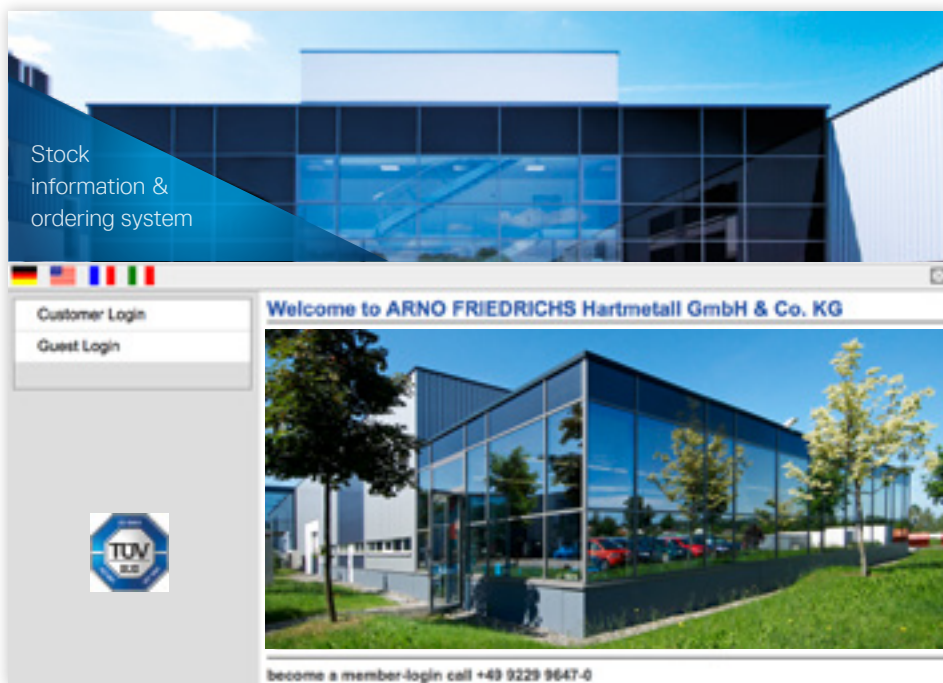 Stock
information &
ordering system
Customer Login
Guest Login
Welcome to ARNO FRIEDRICHS Hartmetall GmbH & Co. KG
TÜV
become a member-login call +49 9229 9647-0